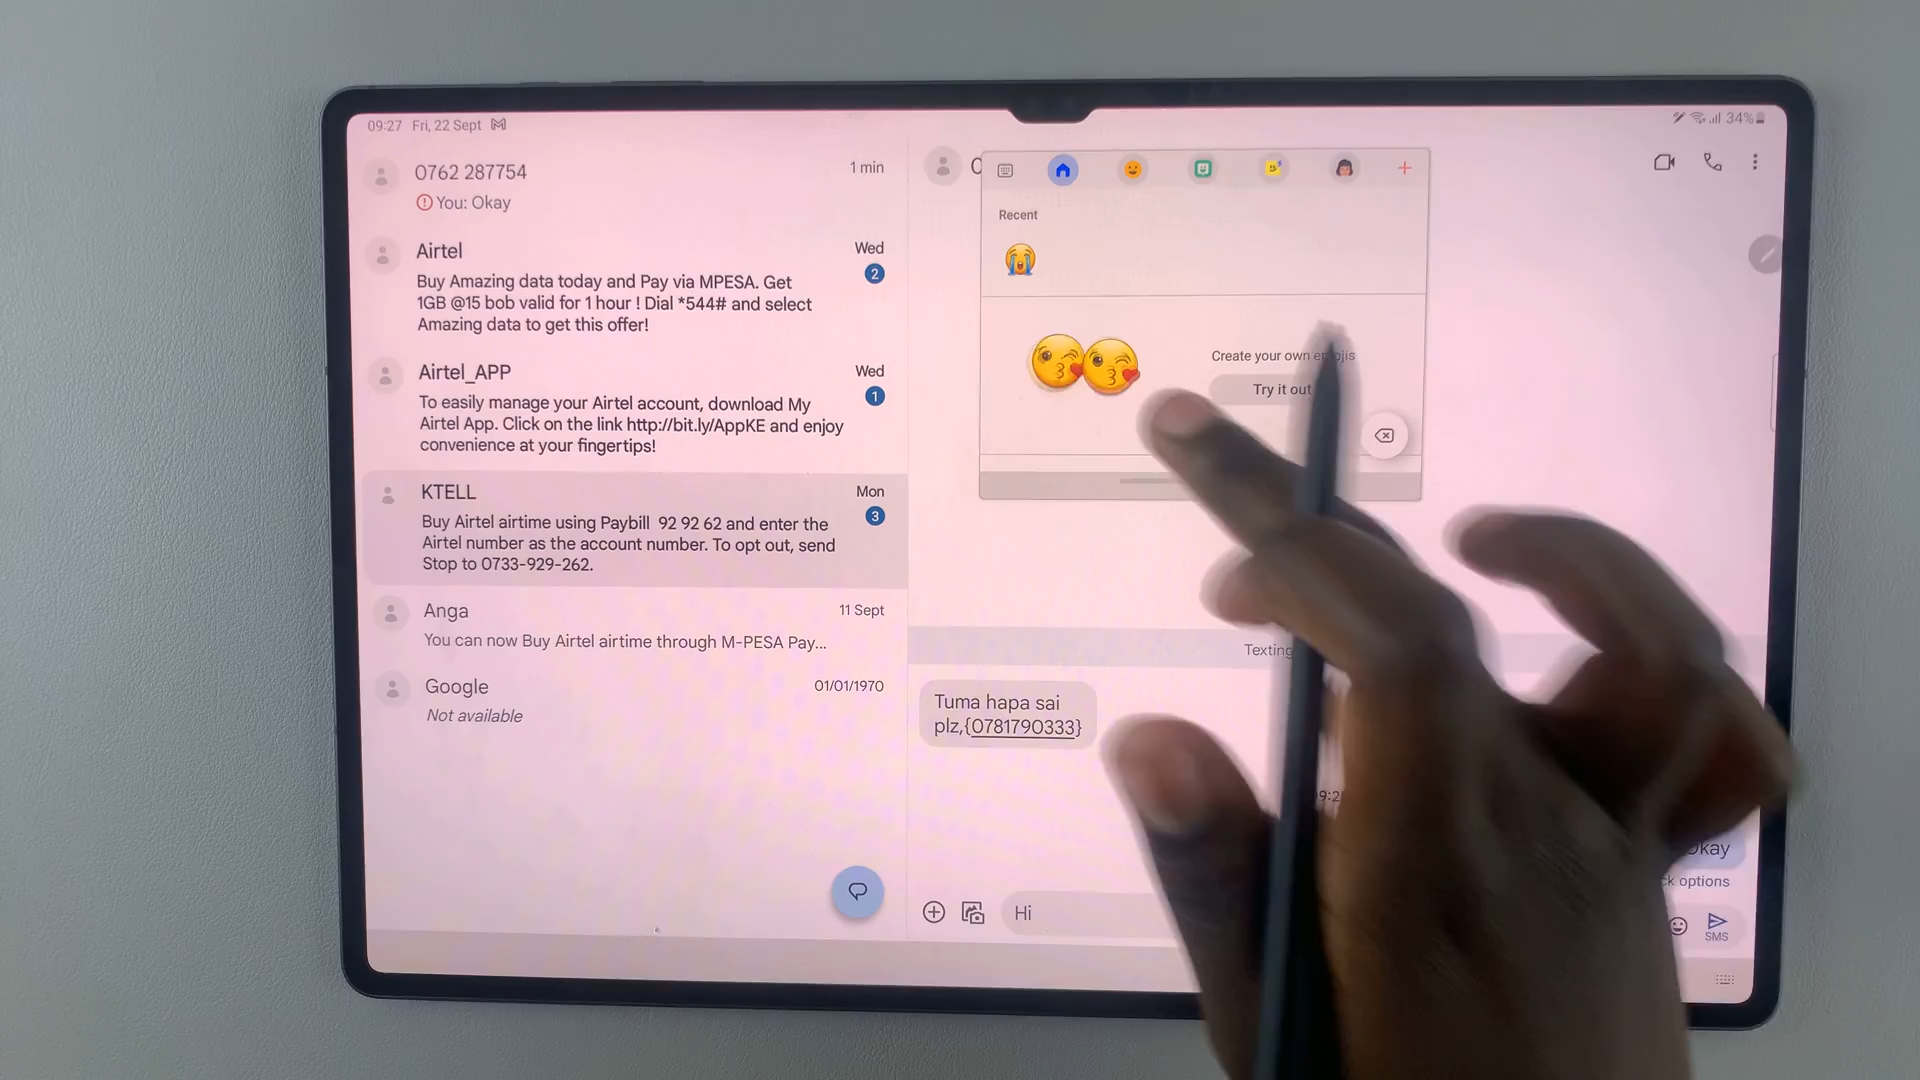 09:27 Fri, 22 Sept
34%
0762 287754
1 min
You: Okay
Airtel
Wed
2
Buy Amazing data today and Pay via MPESA. Get
1GB @15 bob valid for 1 hour ! Dial *544# and select
Amazing data to get this offer!
Airtel_APP
Wed
1
To easily manage your Airtel account, download My
Airtel App. Click on the link http://bit.ly/AppKE and enjoy
convenience at your fingertips!
KTELL
Mon
3
Buy Airtel airtime using Paybill 92 92 62 and enter the
Airtel number as the account number. To opt out, send
Stop to 0733-929-262.
Anga
11 Sept
You can now Buy Airtel airtime through M-PESA Pay...
Google
01/01/1970
Not available
Recent
Create your own emojis
Try it out
Texting
Tuma hapa sai
plz,{0781790333}
Okay
options
Hi
SMS